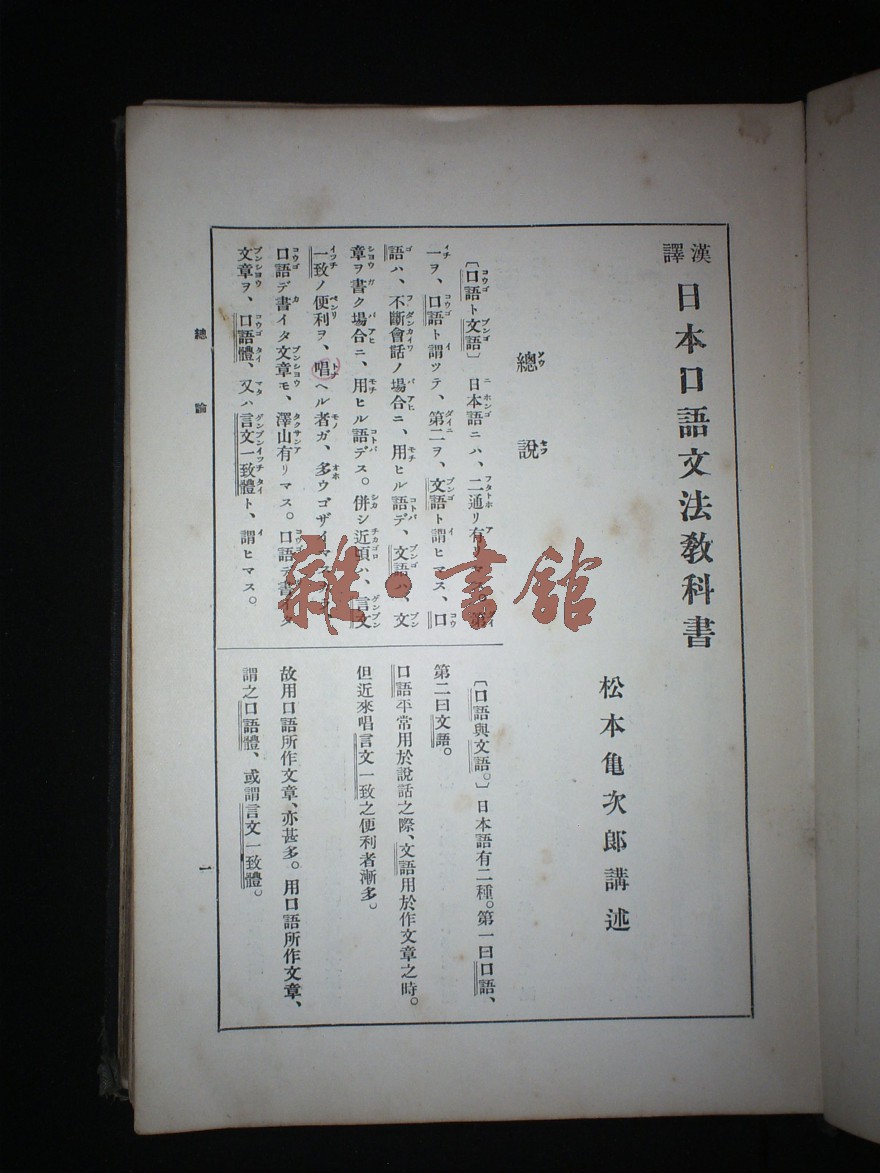 漢譯 日本口語文法敎科書
松本亀次郎講述
總說
〔口語ト文語〕 日本語ニハ、二通リ有リマス。第
一ヲ、口語ト謂ツテ、第二ヲ、文語ト謂ヒマス、口
語ハ、不斷會話ノ場合ニ、用ヒル語デ、文語ハ、文
章ヲ書ク場合ニ、用ヒル語デス。併シ近頃ハ、言文
一致ノ便利ヲ、唱ヘル者ガ、多ウゴザイマ
口語デ書イタ文章モ、澤山有リマス。口語デ書イタ
文章ヲ、口語體、又ハ言文一致體ト、謂ヒマス。
〔口語與文語。〕日本語有二種。第一曰口語、
第二曰文語。
口語平常用於說話之際、文語用於作文章之時。
但近來唱言文一致之便利者漸多。
故用口語所作文章、亦甚多。用口語所作文章、
謂之口語體、或謂言文一致體。
總論
一
雜•書舘